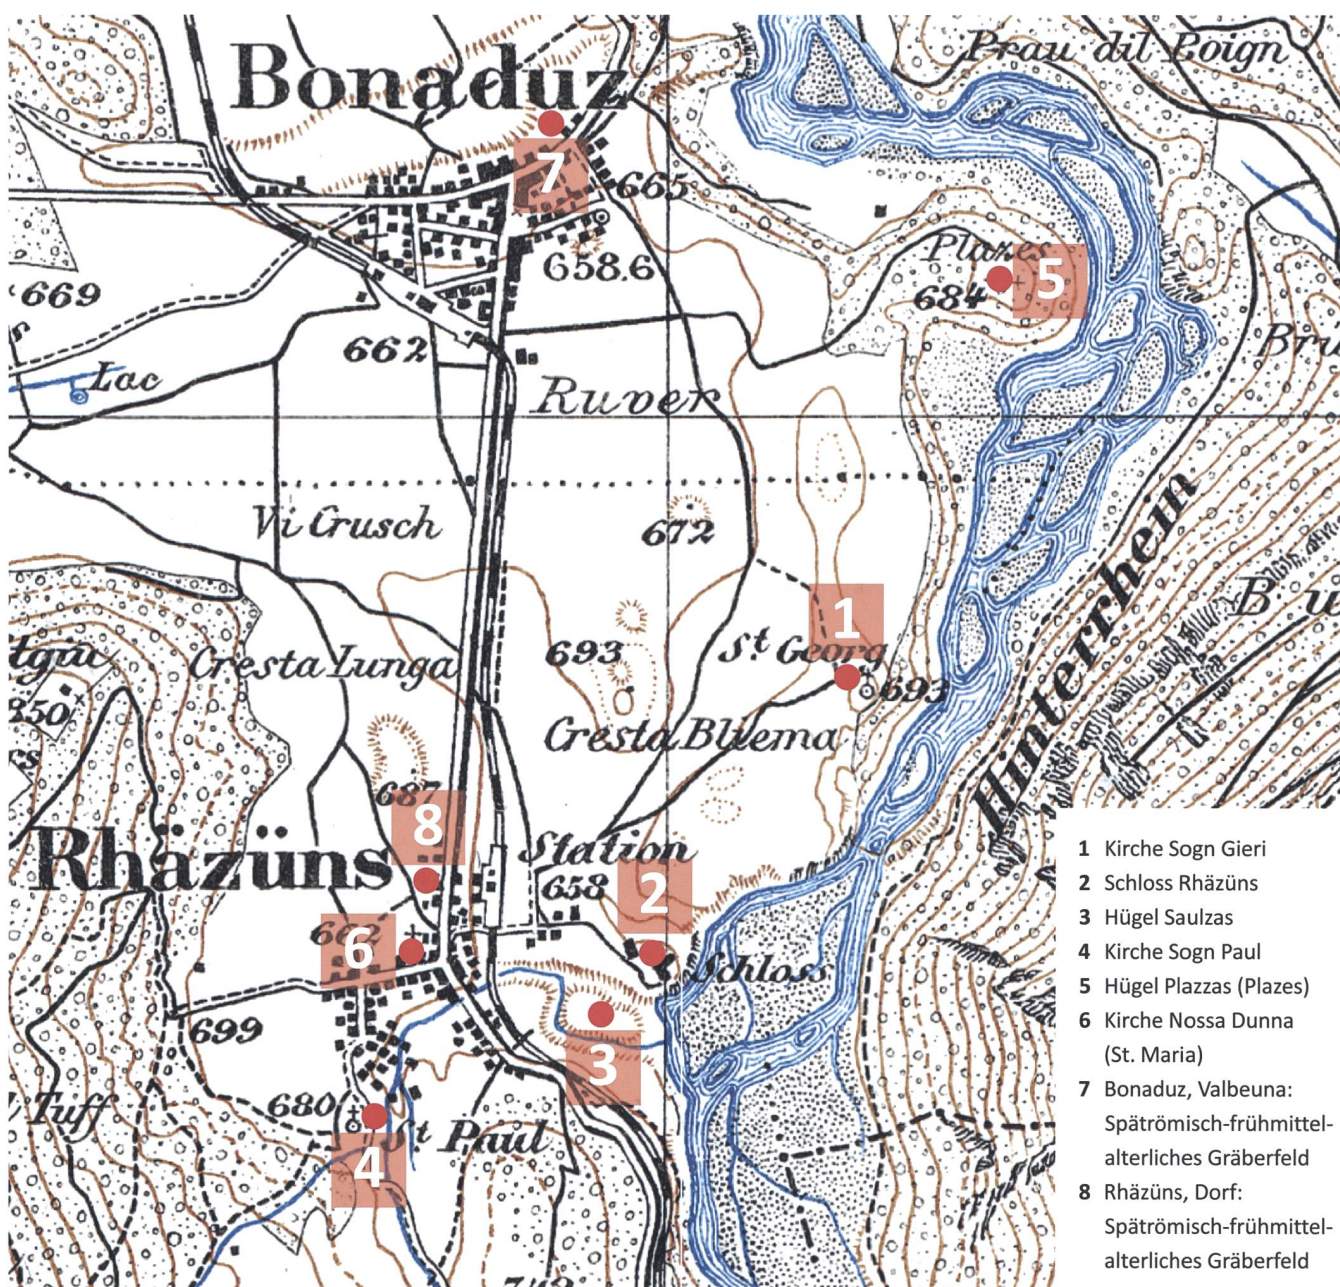 Prau dil Boign
Bonaduz
7
665
Plazes
5
658.6
684
669
662
Lac
Ruver
Vi Crusch
672
Hinterrhein
1
St. Georg
693
Cresta Lunga
693
850
Cresta Bliema
687
8
Rhäzüns
Station
658
2
662
6
Schloss
699
3
Tuff
680
St Paul
4
1 Kirche Sogn Gieri
2 Schloss Rhäzüns
3 Hügel Saulzas
4 Kirche Sogn Paul
5 Hügel Plazzas (Plazes)
6 Kirche Nossa Dunna
(St. Maria)
7 Bonaduz, Valbeuna:
Spätrömisch-frühmittel-
alterliches Gräberfeld
8 Rhäzüns, Dorf:
Spätrömisch-frühmittel-
alterliches Gräberfeld